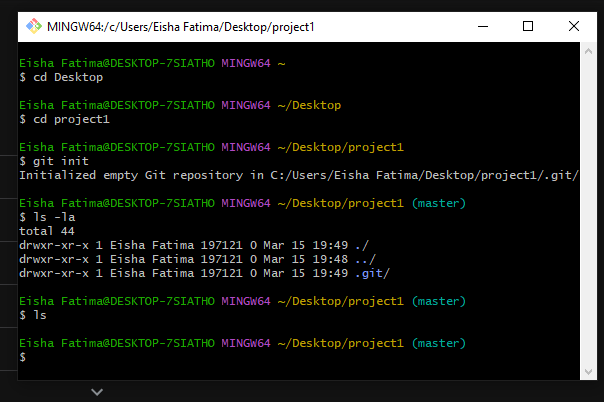 MINGW64:/c/Users/Eisha Fatima/Desktop/project1
Eisha Fatima@DESKTOP-7SIATHO MINGW64 ~
$ cd Desktop
Eisha Fatima@DESKTOP-7SIATHO MINGW64 ~/Desktop
$ cd project1
Eisha Fatima@DESKTOP-7SIATHO MINGW64 ~/Desktop/project1
$ git init
Initialized empty Git repository in C:/Users/Eisha Fatima/Desktop/project1/.git/
Eisha Fatima@DESKTOP-7SIATHO MINGW64 ~/Desktop/project1 (master)
$ ls -la
total 44
drwxr-xr-x 1 Eisha Fatima 197121 0 Mar 15 19:49 ./
drwxr-xr-x 1 Eisha Fatima 197121 0 Mar 15 19:48 ../
drwxr-xr-x 1 Eisha Fatima 197121 0 Mar 15 19:49 .git/
Eisha Fatima@DESKTOP-7SIATHO MINGW64 ~/Desktop/project1 (master)
$ ls
Eisha Fatima@DESKTOP-7SIATHO MINGW64 ~/Desktop/project1 (master)
$